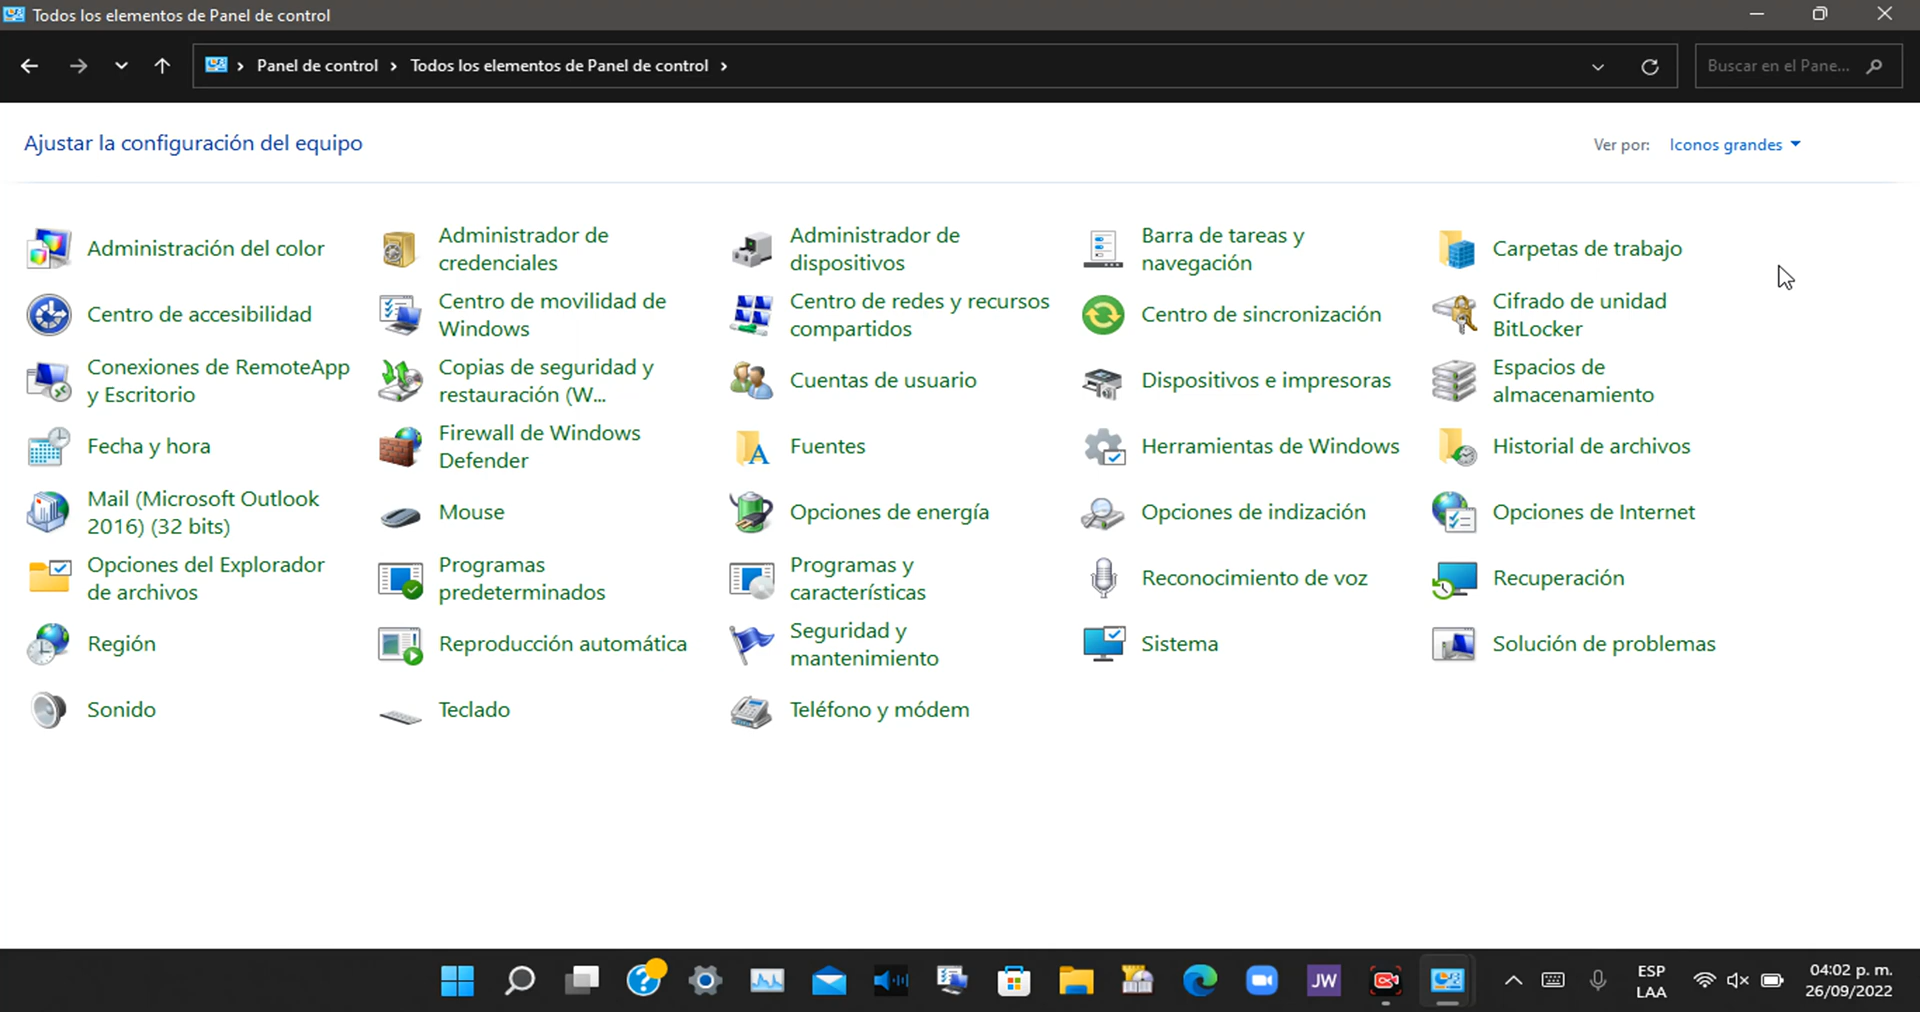 Todos los elementos de Panel de control
Panel de control
Todos los elementos de Panel de control
Buscar en el Pane...
Ajustar la configuración del equipo
Ver por: Iconos grandes
Administración del color
Administrador de
credenciales
Administrador de
dispositivos
Barra de tareas y
navegación
Carpetas de trabajo
Centro de accesibilidad
Centro de movilidad de
Windows
Centro de redes y recursos
compartidos
Centro de sincronización
Cifrado de unidad
BitLocker
Conexiones de RemoteApp
y Escritorio
Copias de seguridad y
restauración (W...
Cuentas de usuario
Dispositivos e impresoras
Espacios de
almacenamiento
Fecha y hora
Firewall de Windows
Defender
Fuentes
Herramientas de Windows
Historial de archivos
Mail (Microsoft Outlook
2016) (32 bits)
Mouse
Opciones de energía
Opciones de indización
Opciones de Internet
Opciones del Explorador
de archivos
Programas
predeterminados
Programas y
características
Reconocimiento de voz
Recuperación
Región
Reproducción automática
Seguridad y
mantenimiento
Sistema
Solución de problemas
Sonido
Teclado
Teléfono y módem
JW
ESP
LAA
04:02 p. m.
26/09/2022